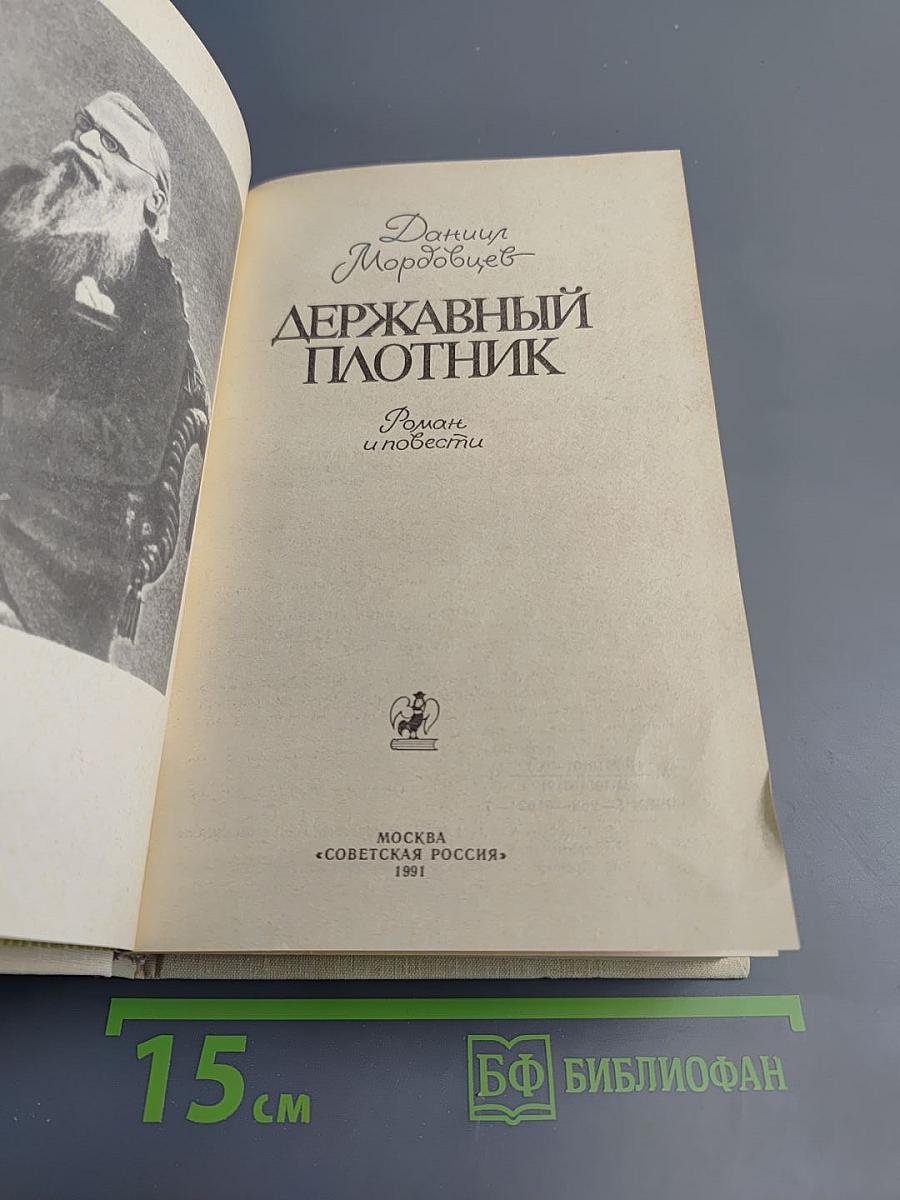 Даниил
Мордовцев
ДЕРЖАВНЫЙ
ПЛОТНИК
Роман
и повести
МОСКВА
«СОВЕТСКАЯ РОССИЯ»
1991
15 см
БФ БИБЛИОФАН